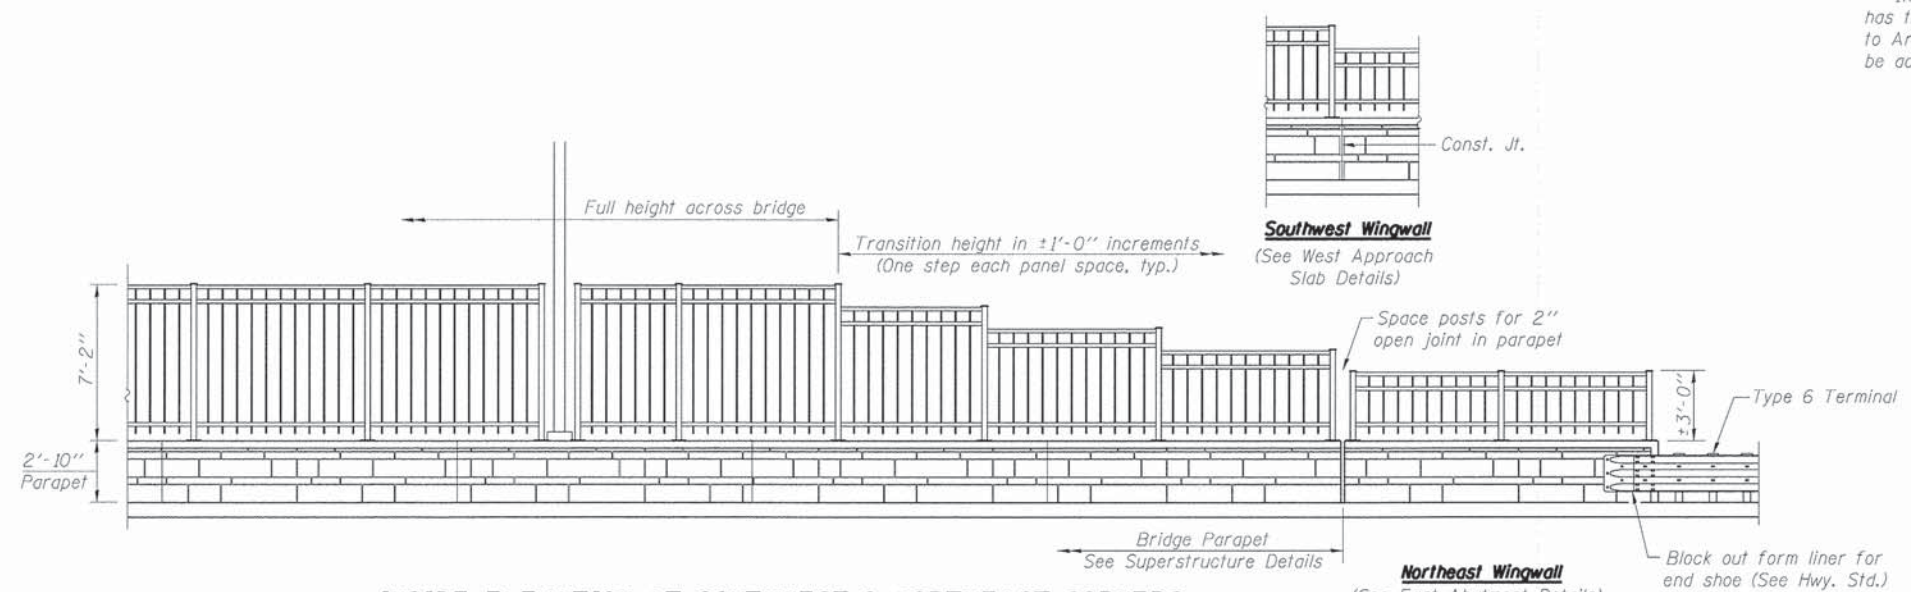 has t
to Ar
be ac
Const. Jt.
Southwest Wingwall
(See West Approach
Slab Details)
Full height across bridge
Transition height in ±1'-0" increments
(One step each panel space, typ.)
Space posts for 2"
open joint in parapet
7'-2"
±3'-0"
Type 6 Terminal
2'-10"
Parapet
Bridge Parapet
See Superstructure Details
Northeast Wingwall
Block out form liner for
end shoe (See Hwy. Std.)